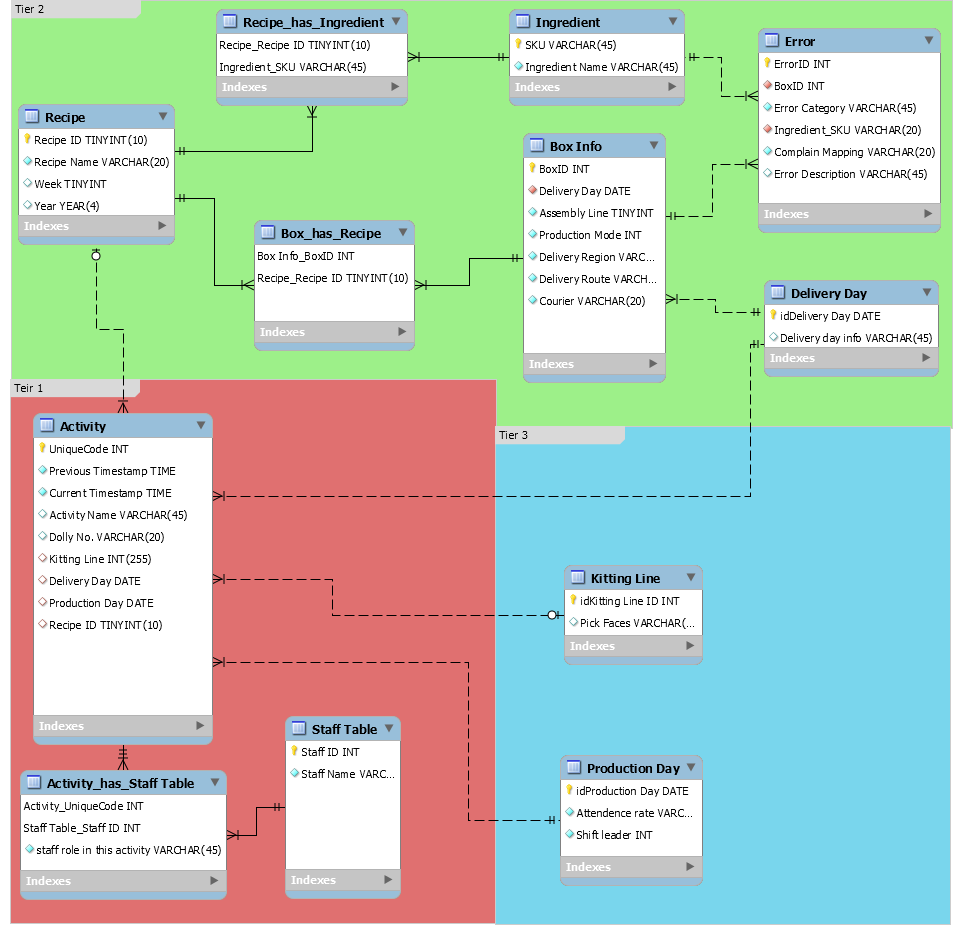 Tier 2
Recipe_has_Ingredient
Recipe_Recipe ID TINYINT(10)
Ingredient_SKU VARCHAR(45)
Indexes
Ingredient
SKU VARCHAR(45)
Ingredient Name VARCHAR(45)
Indexes
Error
ErrorID INT
BoxID INT
Error Category VARCHAR(45)
Ingredient_SKU VARCHAR(20)
Complain Mapping VARCHAR(20)
Error Description VARCHAR(45)
Indexes
Recipe
Recipe ID TINYINT(10)
Recipe Name VARCHAR(20)
Week TINYINT
Year YEAR(4)
Indexes
Box_has_Recipe
Box Info_BoxID INT
Recipe_Recipe ID TINYINT(10)
Indexes
Box Info
BoxID INT
Delivery Day DATE
Assembly Line TINYINT
Production Mode INT
Delivery Region VARC...
Delivery Route VARCH...
Courier VARCHAR(20)
Indexes
Delivery Day
idDelivery Day DATE
Delivery day info VARCHAR(45)
Indexes
Teir 1
Activity
UniqueCode INT
Previous Timestamp TIME
Current Timestamp TIME
Activity Name VARCHAR(45)
Dolly No. VARCHAR(20)
Kitting Line INT(255)
Delivery Day DATE
Production Day DATE
Recipe ID TINYINT(10)
Indexes
Activity_has_Staff Table
Activity_UniqueCode INT
Staff Table_Staff ID INT
staff role in this activity VARCHAR(45)
Indexes
Staff Table
Staff ID INT
Staff Name VARC...
Indexes
Tier 3
Kitting Line
idKitting Line ID INT
Pick Faces VARCHAR(...
Indexes
Production Day
idProduction Day DATE
Attendence rate VARC...
Shift leader INT
Indexes